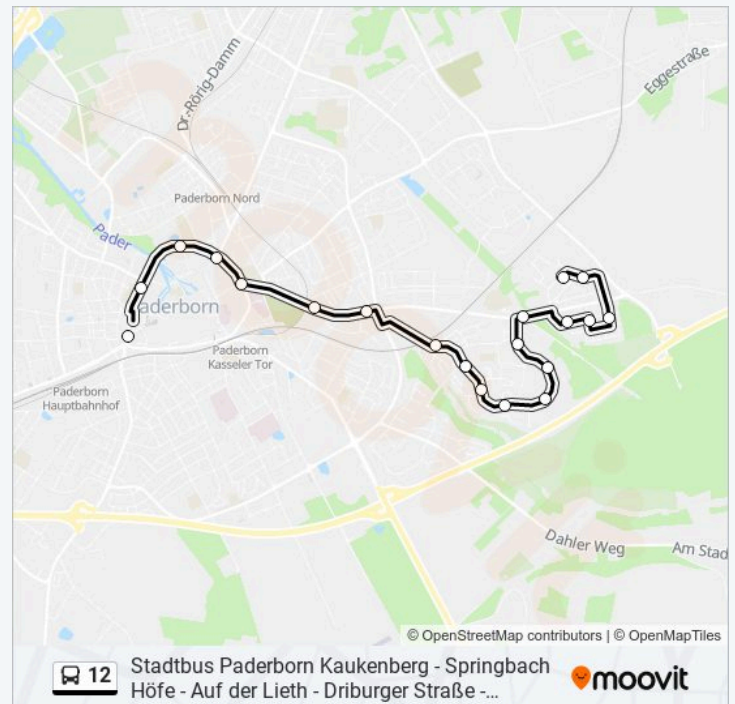 Dr.-Rörig-Damm
Eggestraße
Paderborn Nord
Pader
aderborn
Paderborn
Kasseler Tor
Paderborn
Hauptbahnhof
Dahler Weg
Am Stad
© OpenStreetMap contributors | © OpenMapTiles
12
Stadtbus Paderborn Kaukenberg - Springbach
Höfe - Auf der Lieth - Driburger Straße -…
moovit